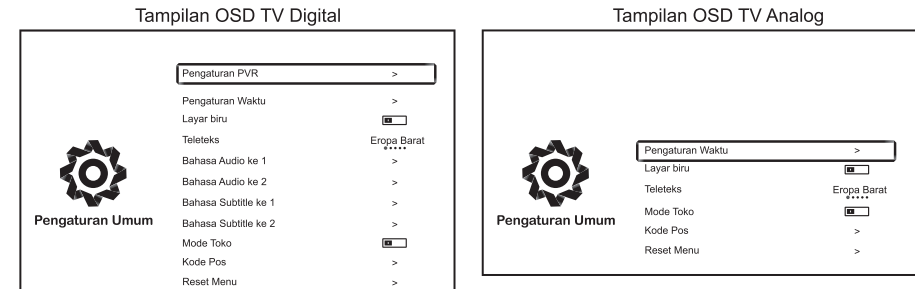 Tampilan OSD TV Digital
Pengaturan PVR >
Pengaturan Waktu >
Layar biru
Teleteks Eropa Barat
Bahasa Audio ke 1 >
Bahasa Audio ke 2 >
Bahasa Subtitle ke 1 >
Bahasa Subtitle ke 2 >
Mode Toko
Kode Pos >
Reset Menu >
Pengaturan Umum
Tampilan OSD TV Analog
Pengaturan Waktu >
Layar biru
Teleteks Eropa Barat
Mode Toko
Kode Pos >
Reset Menu >
Pengaturan Umum